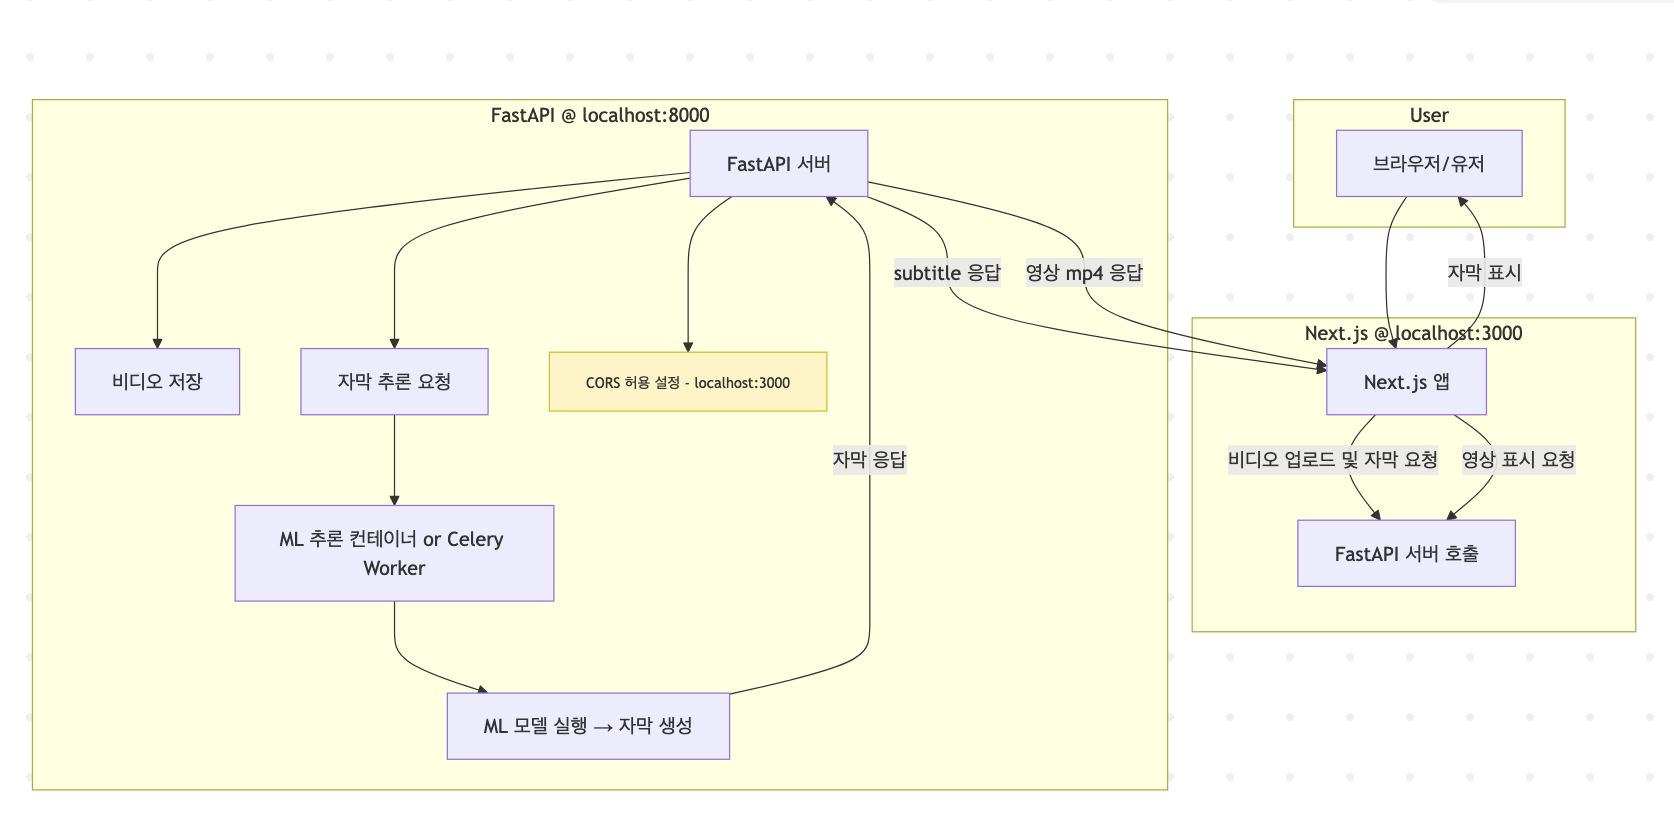 FastAPI @ localhost:8000
FastAPI 서버
비디오 저장
자막 추론 요청
CORS 허용 설정 - localhost:3000
ML 추론 컨테이너 or Celery
Worker
ML 모델 실행 → 자막 생성
자막 응답
subtitle 응답
영상 mp4 응답
User
브라우저/유저
자막 표시
Next.js @ localhost:3000
Next.js 앱
비디오 업로드 및 자막 요청
영상 표시 요청
FastAPI 서버 호출